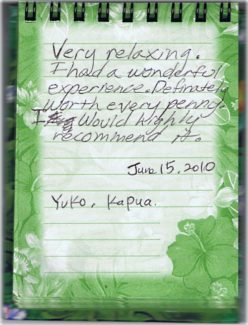 Very relaxing.
I had a wonderful
experience. Definately
worth every penny.
I Would highly
recommend it.
June 15, 2010
Yuko, Kapua.